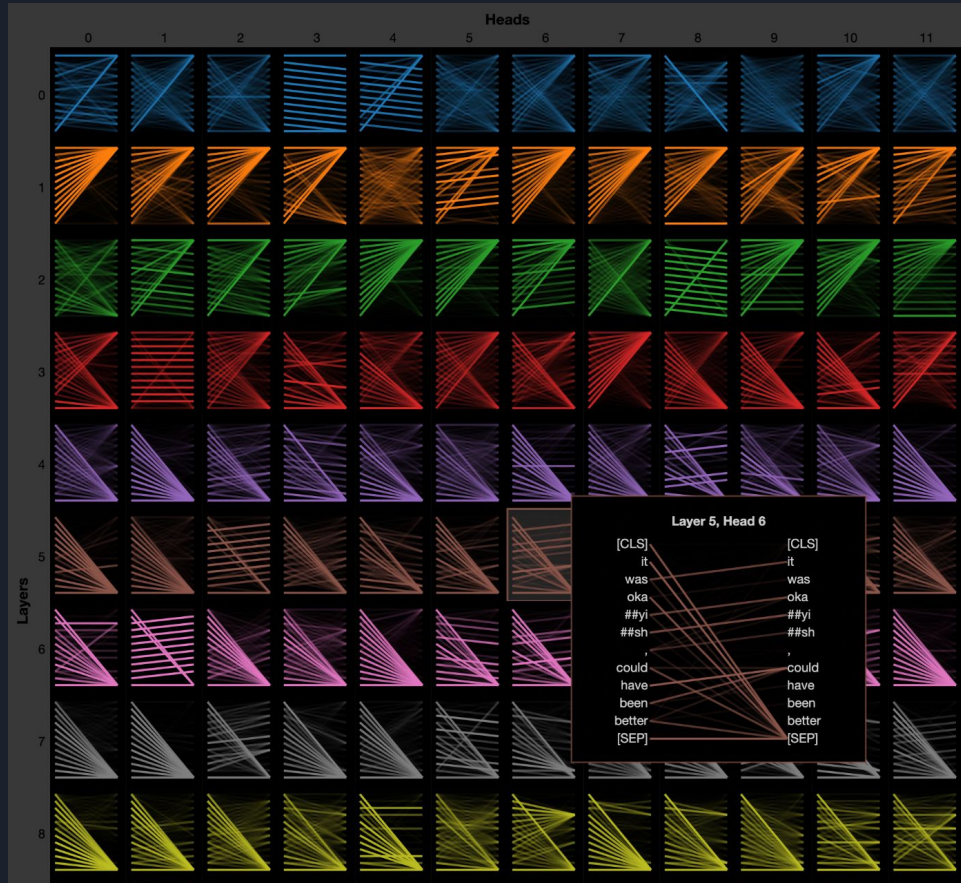 Heads
0 1 2 3 4 5 6 7 8 9 10 11
0
1
2
3
4
5
6
7
8
Layers
Layer 5, Head 6
[CLS] [CLS]
it it
was was
oka oka
##yi ##yi
##sh ##sh
, ,
could could
have have
been been
better better
[SEP] [SEP]